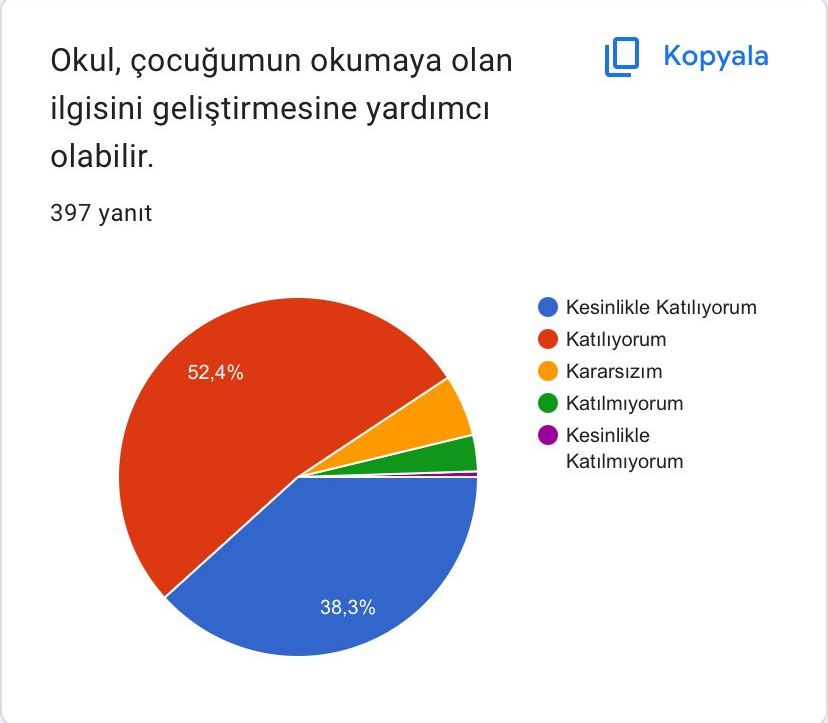 Okul, çocuğumun okumaya olan
ilgisini geliştirmesine yardımcı
olabilir.
Kopyala
397 yanıt
52,4%
38,3%
Kesinlikle Katılıyorum
Katılıyorum
Kararsızım
Katılmıyorum
Kesinlikle
Katılmıyorum